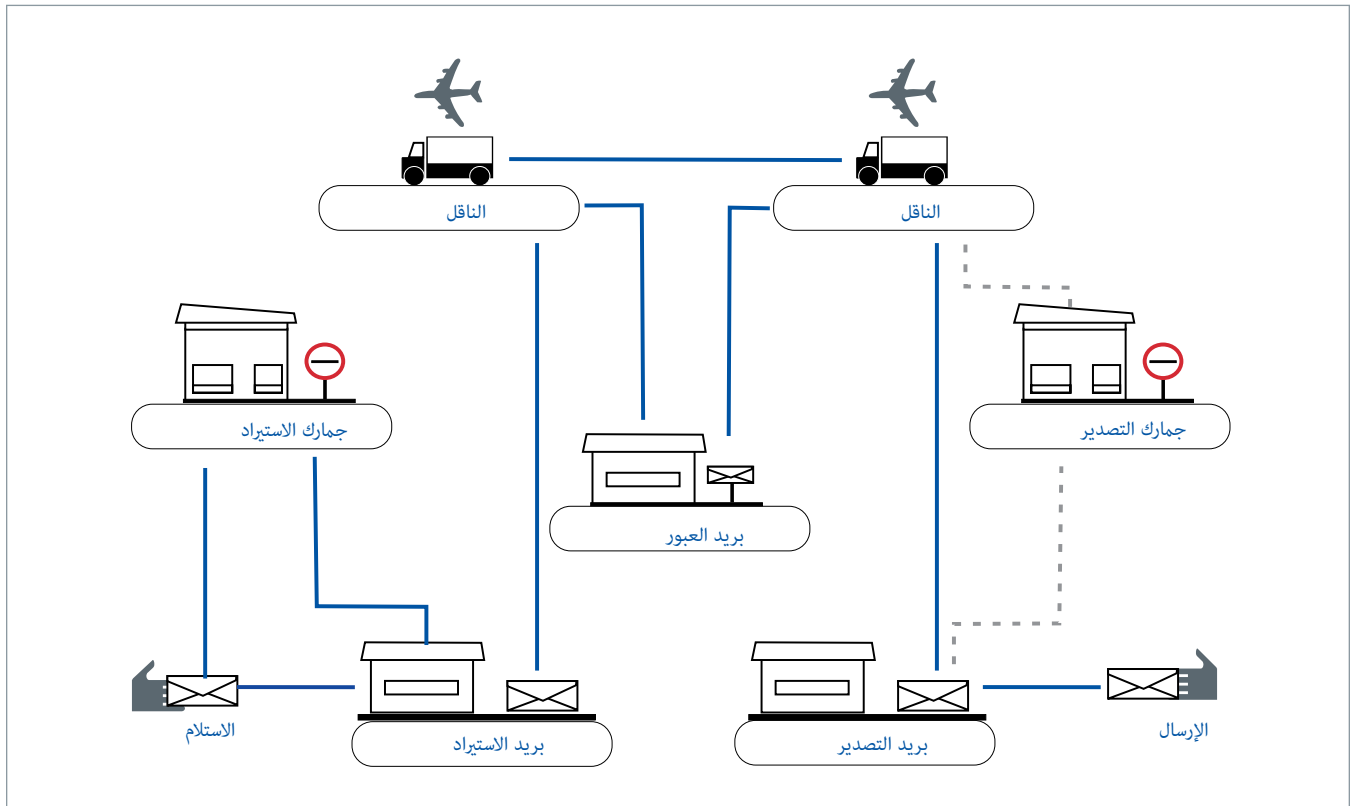 الناقل
الناقل
جمارك التصدير
جمارك الاستيراد
بريد العبور
الإرسال
بريد التصدير
بريد الاستيراد
الاستلام